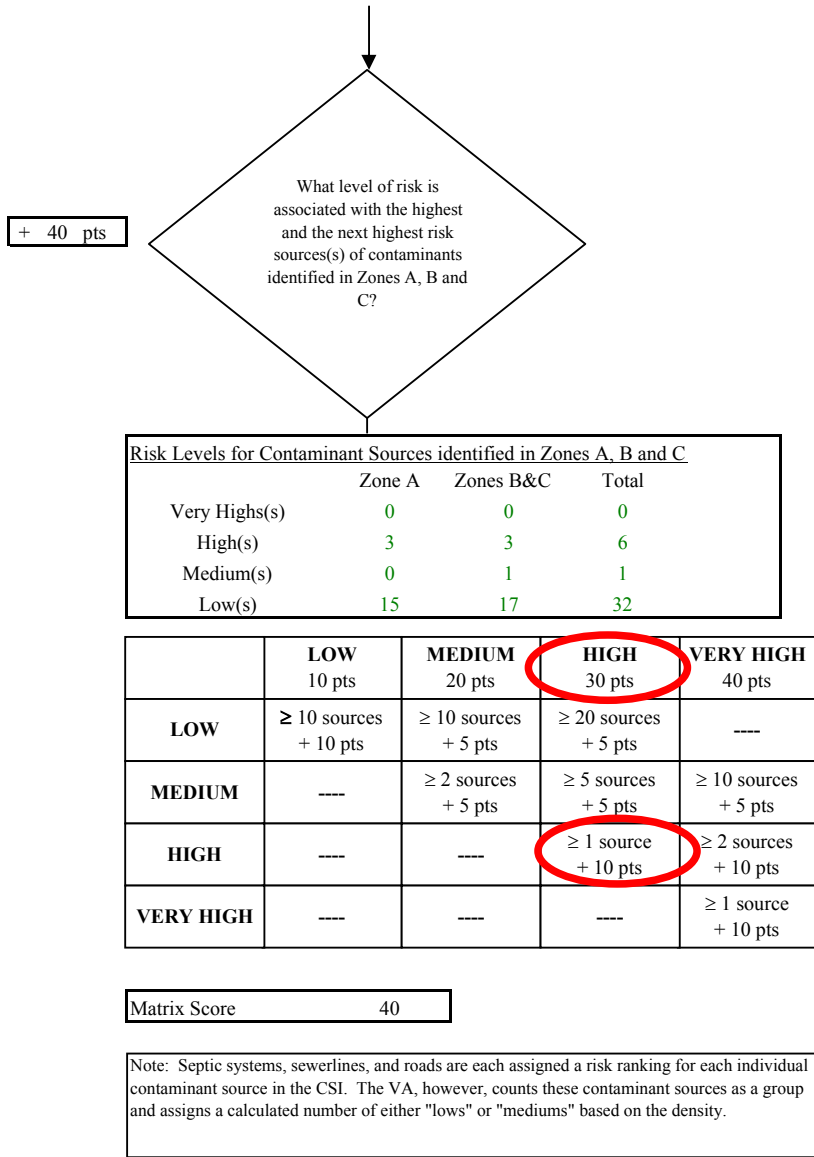 What level of risk is
associated with the highest
and the next highest risk
sources(s) of contaminants
identified in Zones A, B and
C?
+ 40 pts
Risk Levels for Contaminant Sources identified in Zones A, B and C
Zone A Zones B&C Total
Very Highs(s) 0 0 0
High(s) 3 3 6
Medium(s) 0 1 1
Low(s) 15 17 32
LOW MEDIUM HIGH VERY HIGH
10 pts 20 pts 30 pts 40 pts
LOW ≥ 10 sources ≥ 10 sources ≥ 20 sources ----
+ 10 pts + 5 pts + 5 pts
MEDIUM ---- ≥ 2 sources ≥ 5 sources ≥ 10 sources
+ 5 pts + 5 pts + 5 pts
HIGH ---- ---- ≥ 1 source ≥ 2 sources
+ 10 pts + 10 pts
VERY HIGH ---- ---- ---- ≥ 1 source
+ 10 pts
Matrix Score 40
Note: Septic systems, sewerlines, and roads are each assigned a risk ranking for each individual
contaminant source in the CSI. The VA, however, counts these contaminant sources as a group
and assigns a calculated number of either "lows" or "mediums" based on the density.